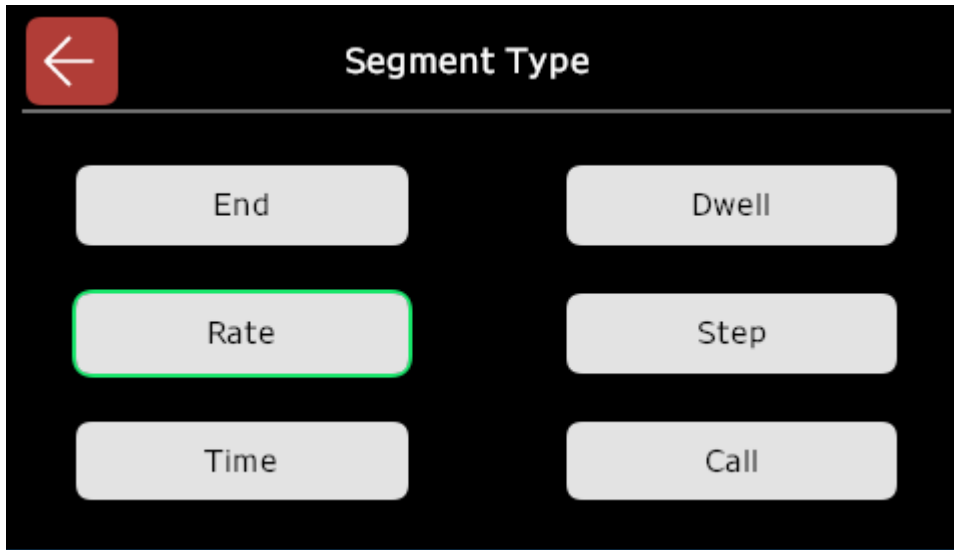 Segment Type
End
Dwell
Rate
Step
Time
Call